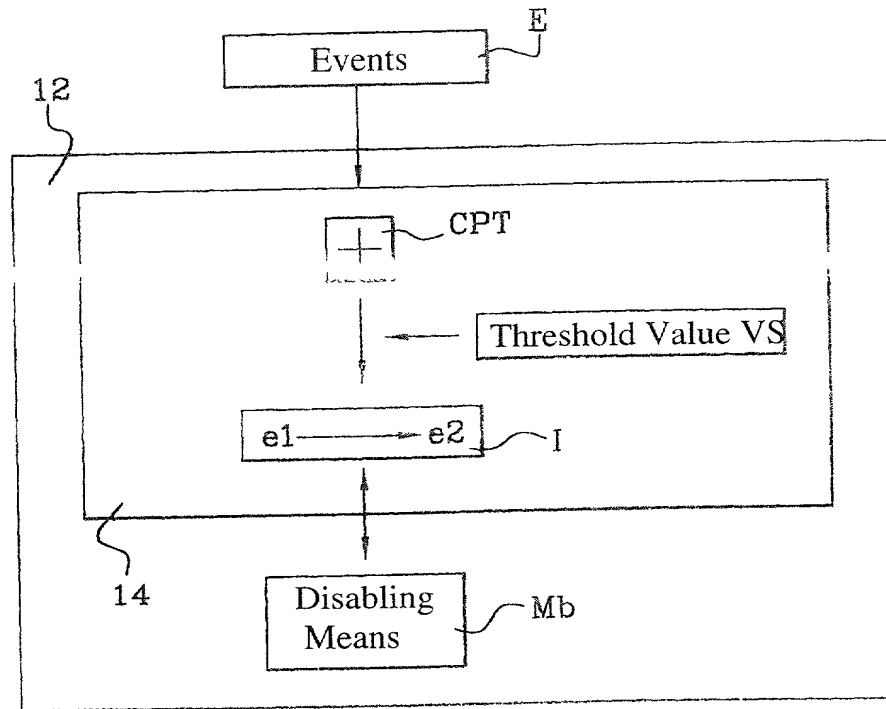 E
Events
12
CPT
Threshold Value VS
e1 e2
I
14
Disabling
Means
Mb